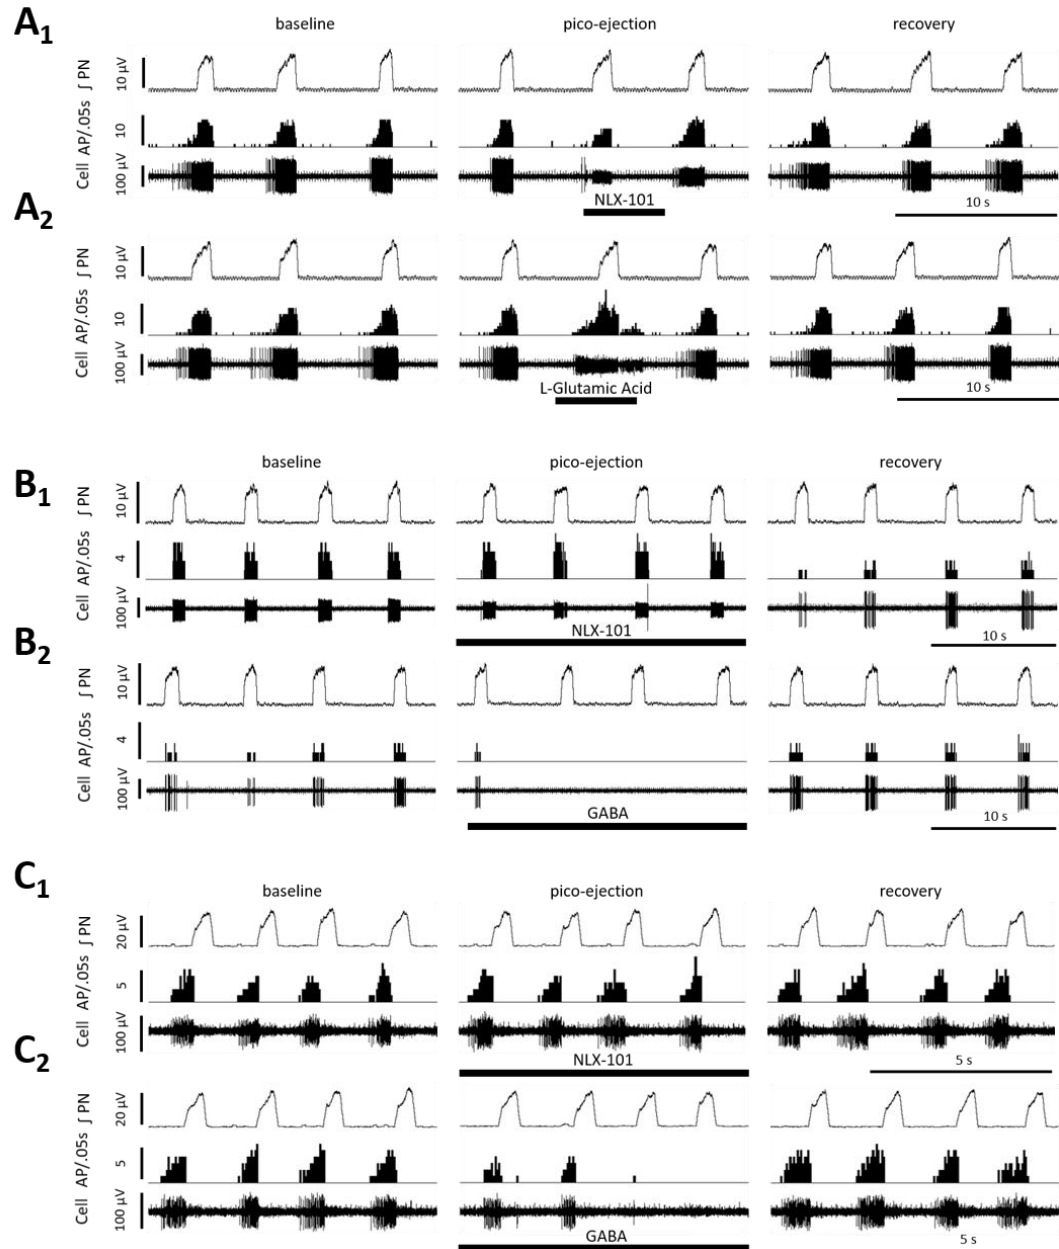 A1
baseline pico-ejection recovery
∫ PN
10 µV
AP/.05s
10
Cell
100 µV
NLX-101
10 s
A2
∫ PN
10 µV
AP/.05s
10
Cell
100 µV
L-Glutamic Acid
10 s
baseline pico-ejection recovery
B1
∫ PN
10 µV
AP/.05s
4
Cell
100 µV
NLX-101
10 s
B2
∫ PN
10 µV
AP/.05s
4
Cell
100 µV
GABA
10 s
C1
baseline pico-ejection recovery
∫ PN
20 µV
AP/.05s
5
Cell
100 µV
NLX-101
5 s
C2
∫ PN
20 µV
AP/.05s
5
Cell
100 µV
GABA
5 s